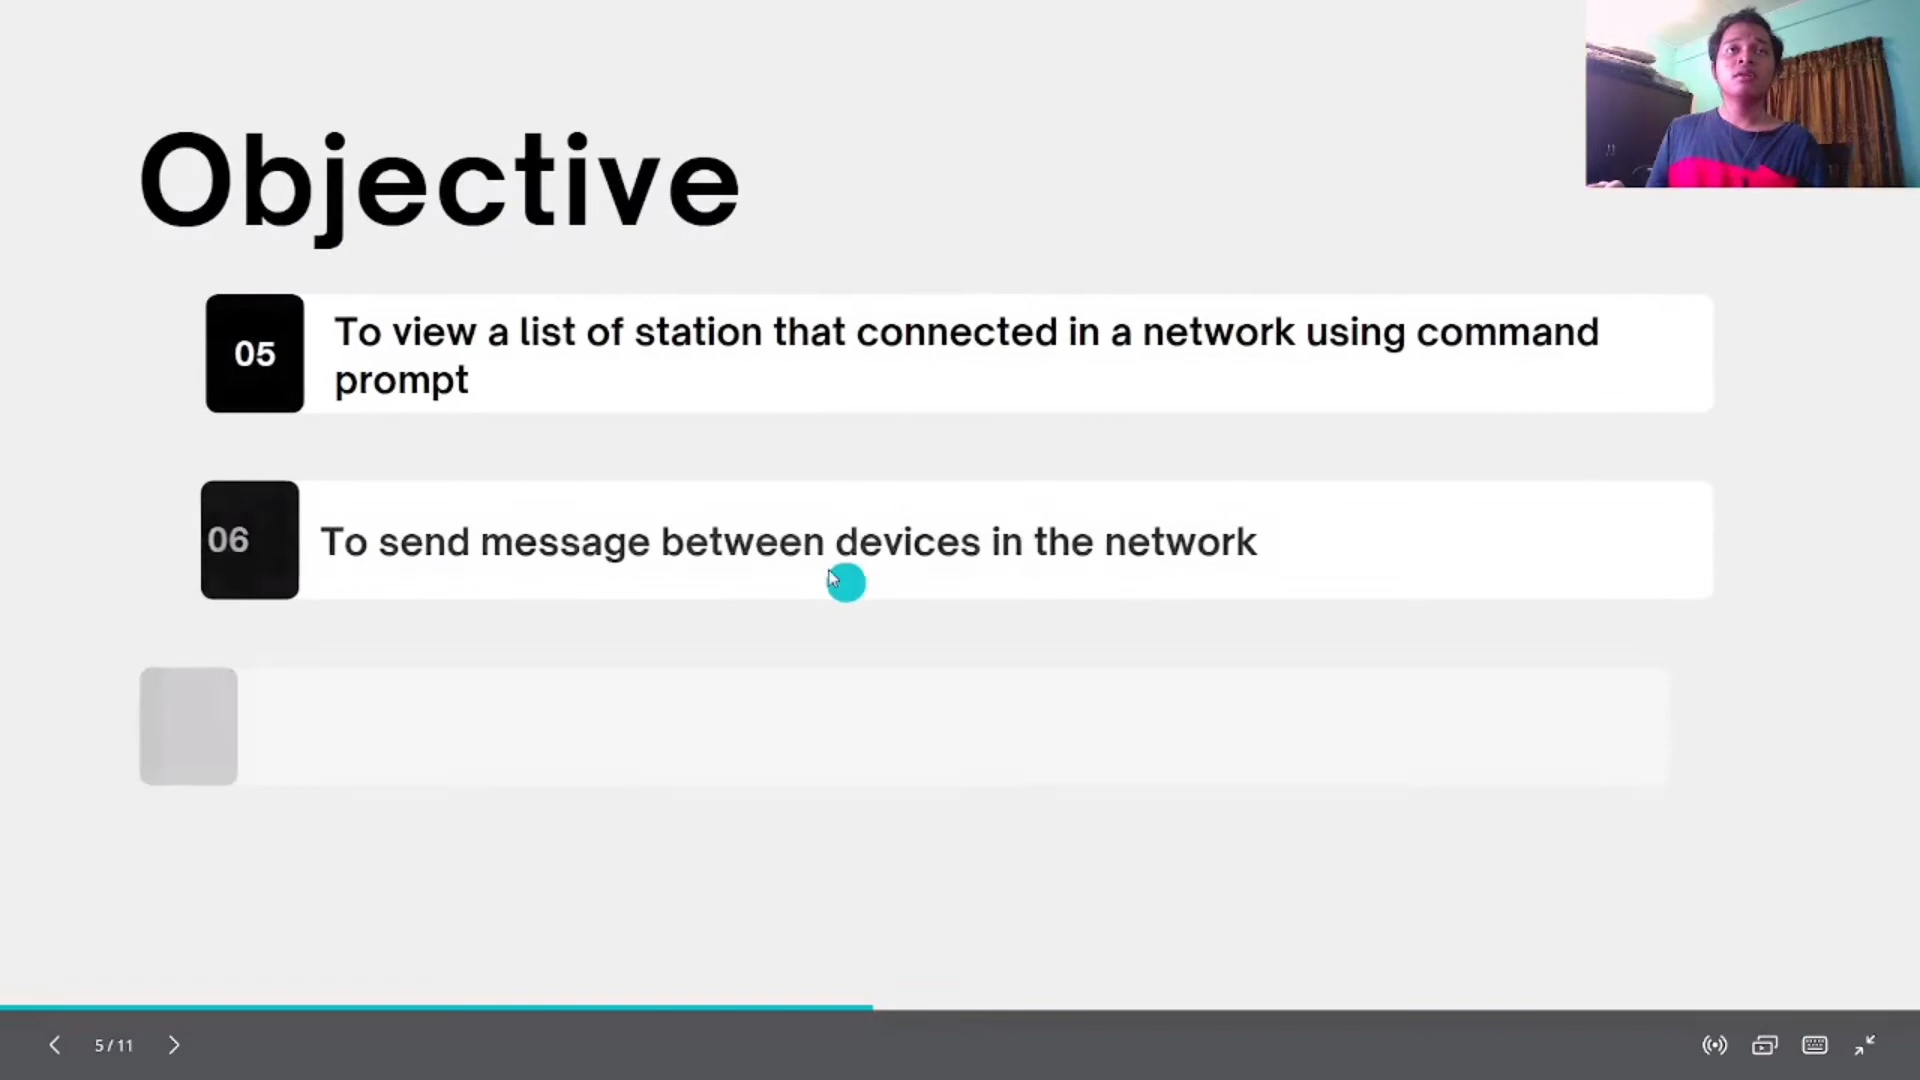 Objective
05
To view a list of station that connected in a network using command
prompt
06
To send message between devices in the network
5 / 11